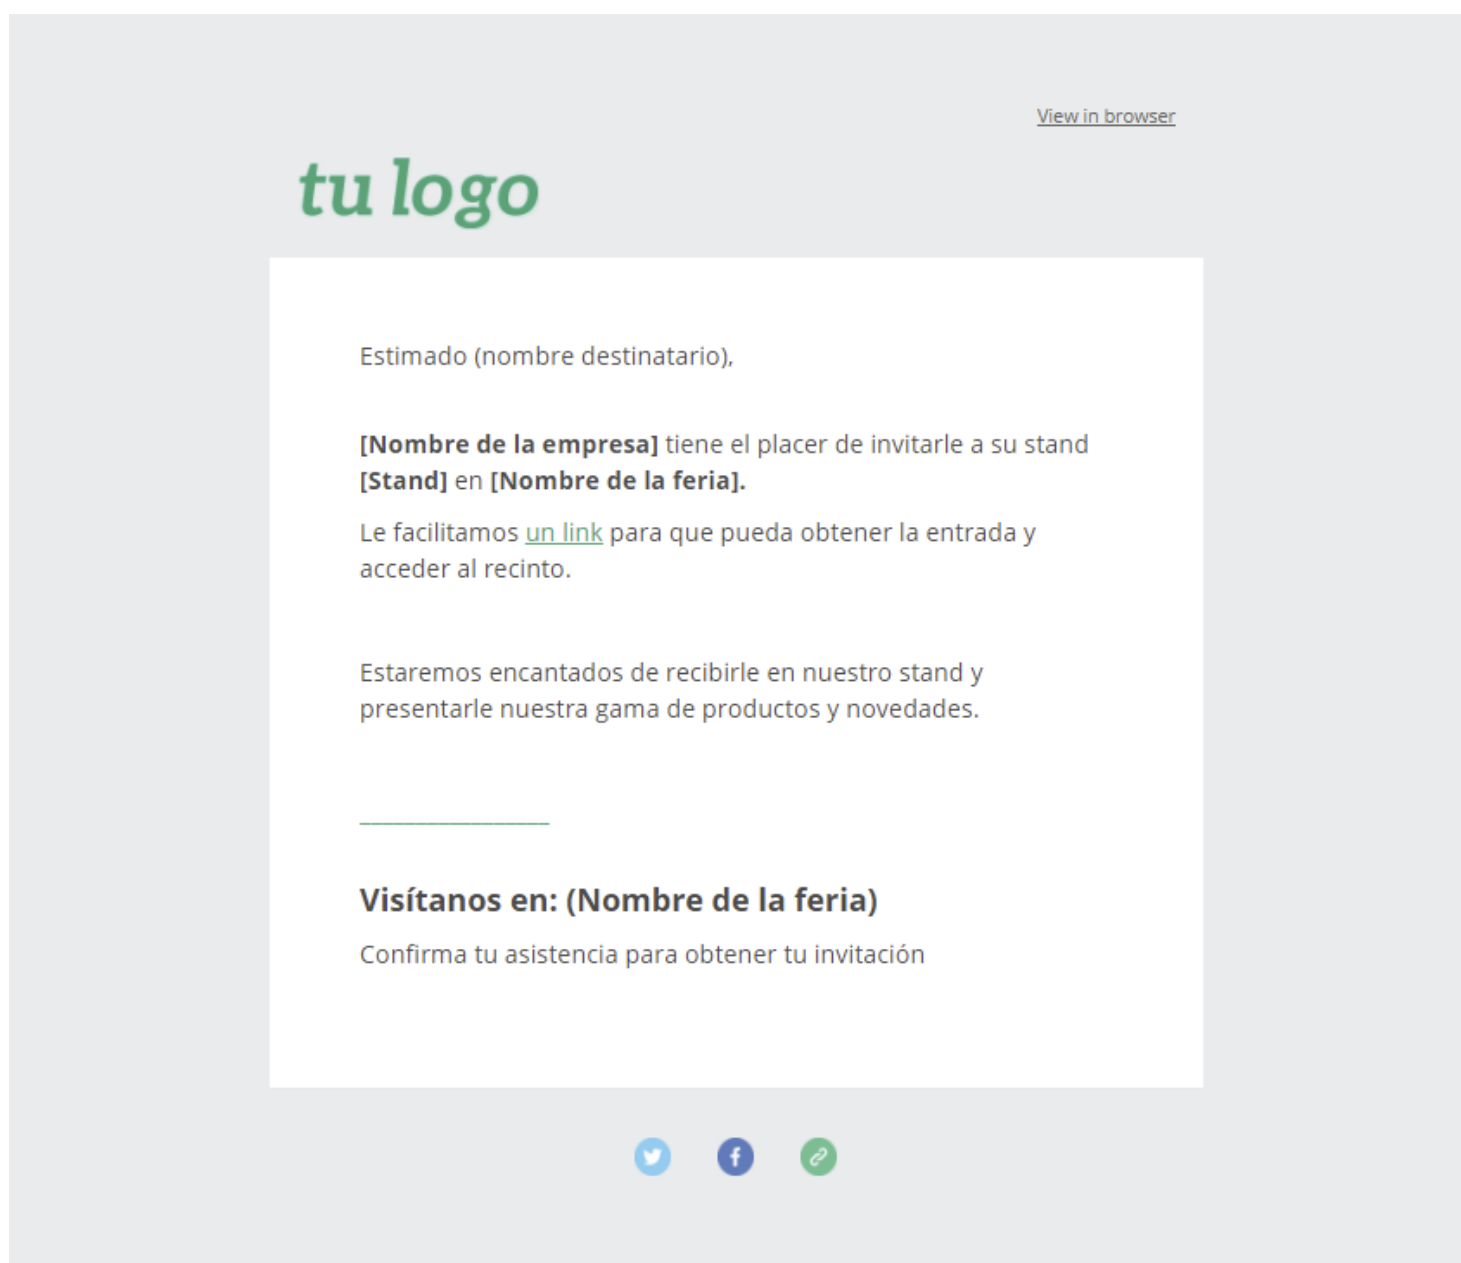 View in browser
tu logo
Estimado (nombre destinatario),
[Nombre de la empresa] tiene el placer de invitarle a su stand
[Stand] en [Nombre de la feria].
Le facilitamos un link para que pueda obtener la entrada y
acceder al recinto.
Estaremos encantados de recibirle en nuestro stand y
presentarle nuestra gama de productos y novedades.
_________________
Visítanos en: (Nombre de la feria)
Confirma tu asistencia para obtener tu invitación